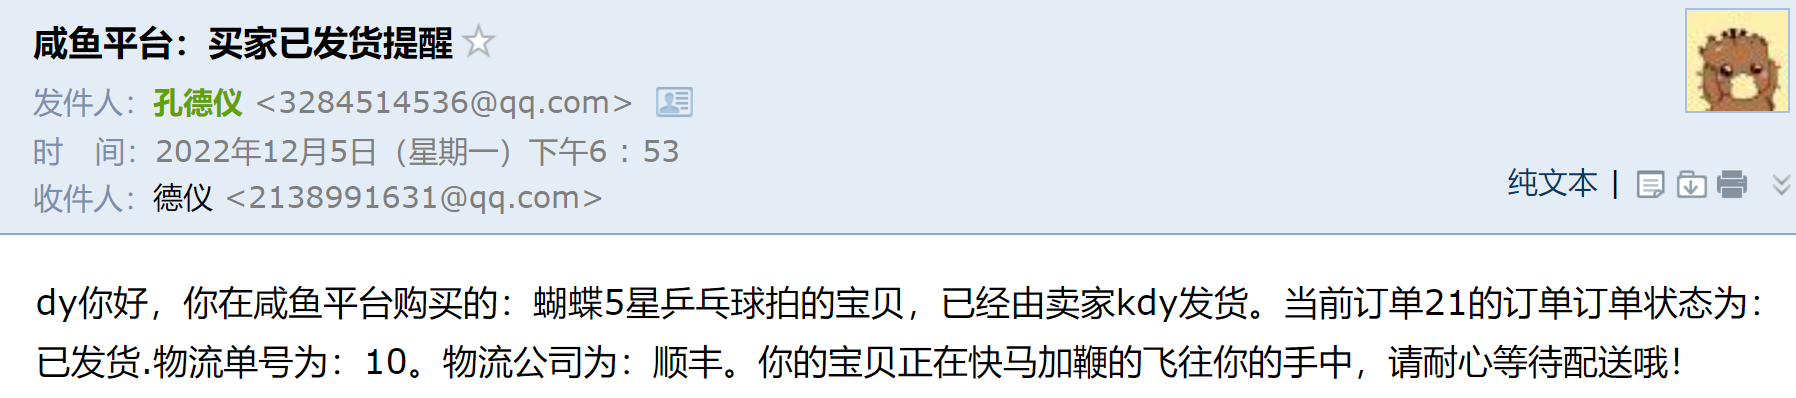 咸鱼平台：买家已发货提醒
发件人：孔德仪 <3284514536@qq.com>
时 间：2022年12月5日（星期一）下午6：53
收件人：德仪 <2138991631@qq.com>
纯文本 |
dy你好，你在咸鱼平台购买的：蝴蝶5星乒乓球拍的宝贝，已经由卖家kdy发货。当前订单21的订单订单状态为：
已发货.物流单号为：10。物流公司为：顺丰。你的宝贝正在快马加鞭的飞往你的手中，请耐心等待配送哦！